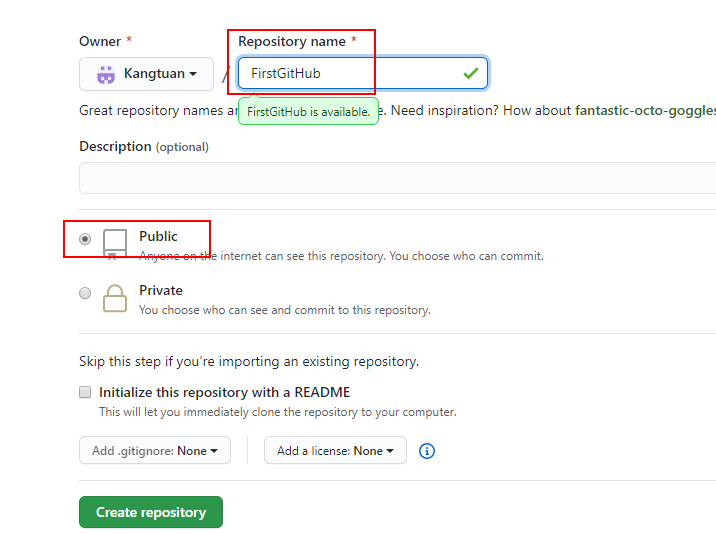 Owner * Repository name *
Kangtuan / FirstGitHub
FirstGitHub is available.
Great repository names a e. Need inspiration? How about fantastic-octo-goggles
Description (optional)
Public
Anyone on the internet can see this repository. You choose who can commit.
Private
You choose who can see and commit to this repository.
Skip this step if you're importing an existing repository.
Initialize this repository with a README
This will let you immediately clone the repository to your computer.
Add .gitignore: None Add a license: None
Create repository